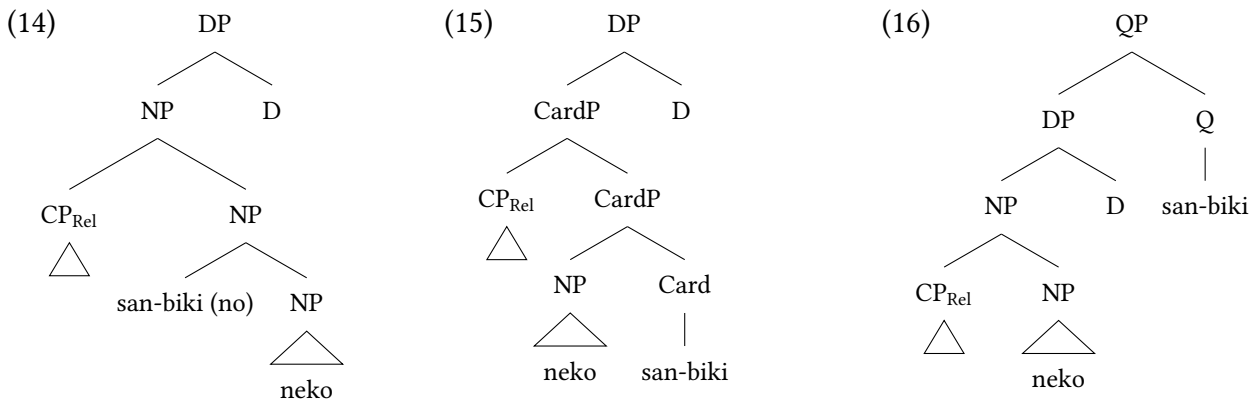 (14) DP (15) DP (16) QP
NP D CardP D DP Q
CP_Rel NP CP_Rel CardP NP D san-biki
san-biki (no) NP NP Card CP_Rel NP
neko neko san-biki neko